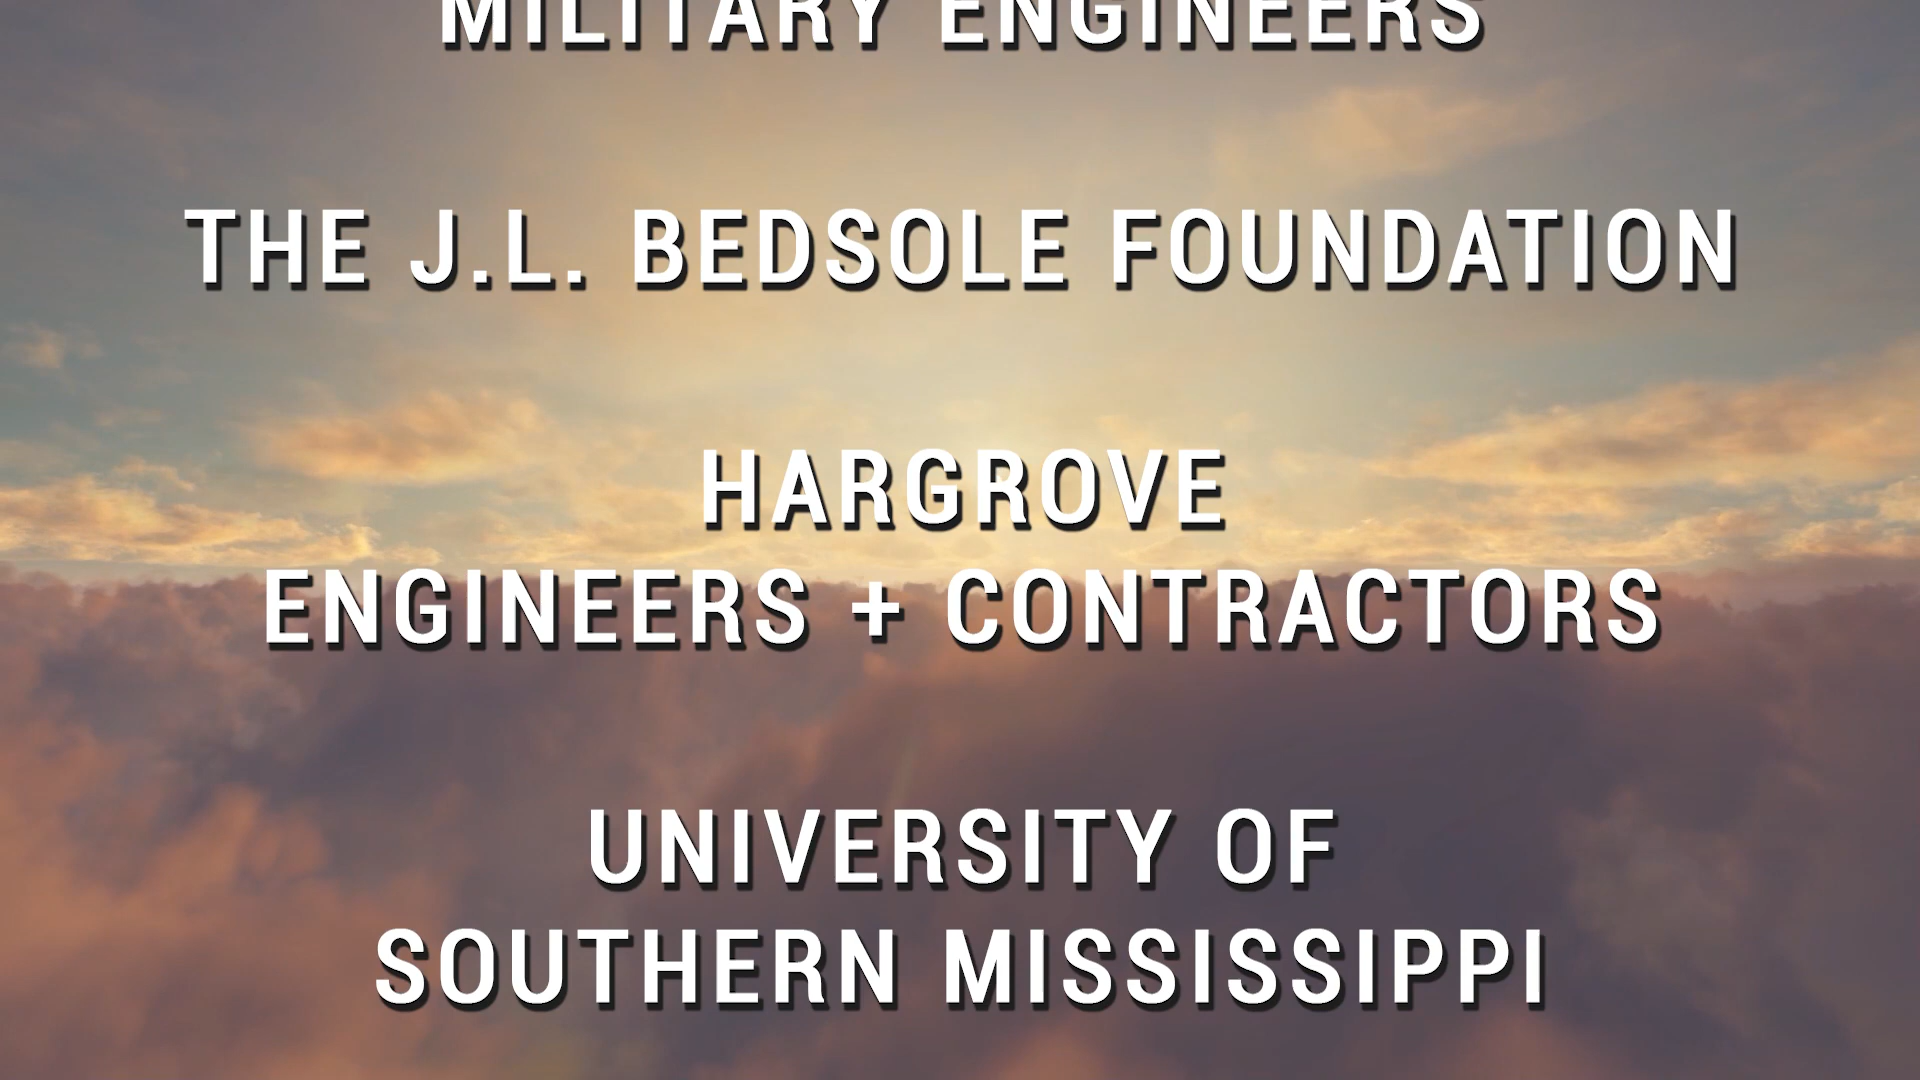 MILITARY ENGINEERS
THE J.L. BEDSOLE FOUNDATION
HARGROVE
ENGINEERS + CONTRACTORS
UNIVERSITY OF
SOUTHERN MISSISSIPPI